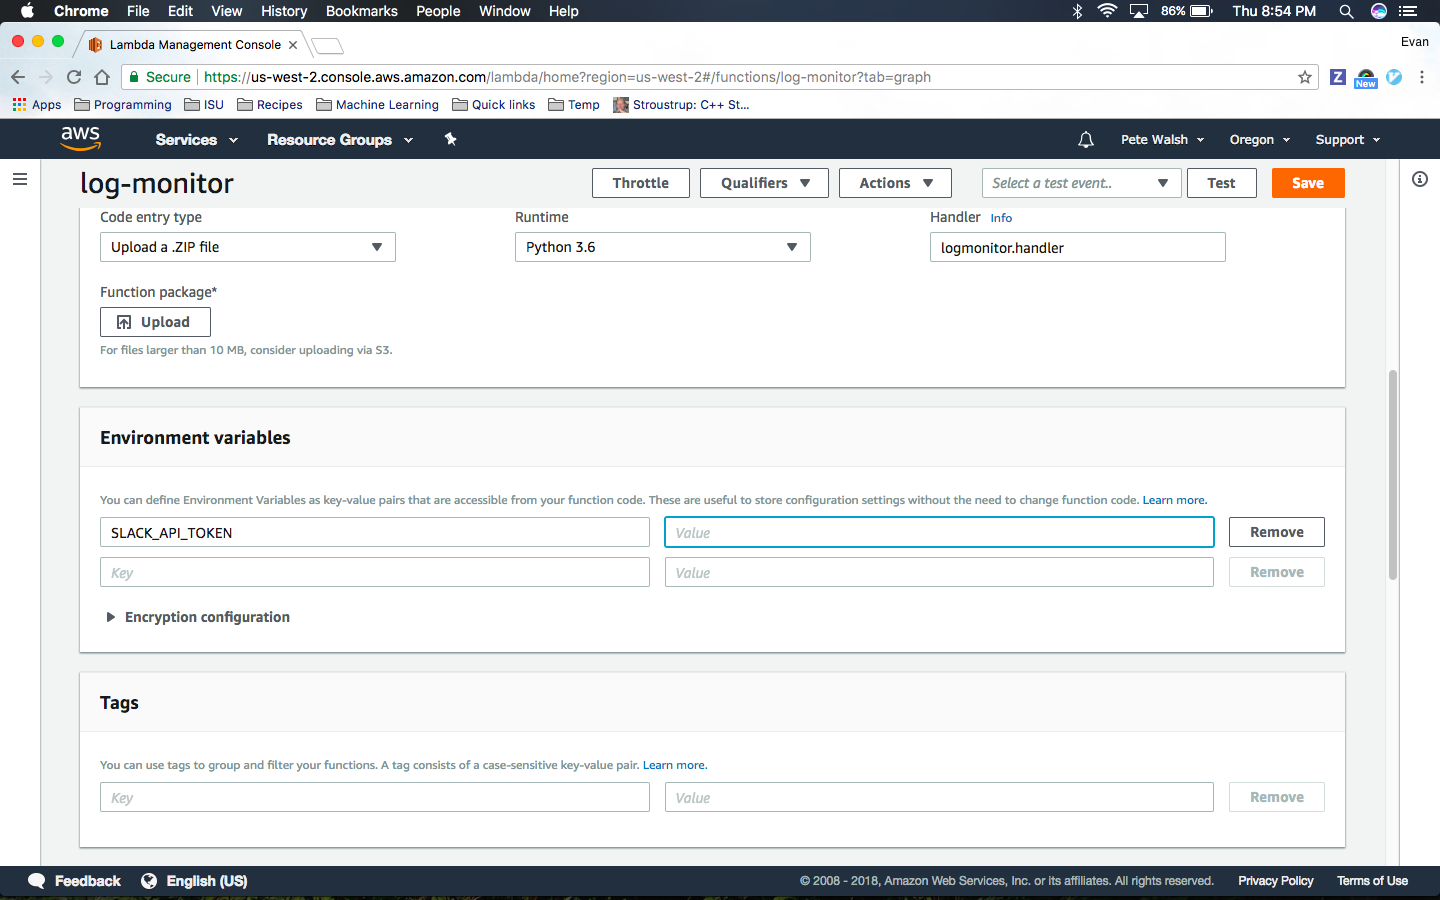 Chrome File Edit View History Bookmarks People Window Help 86% Thu 8:54 PM
Lambda Management Console
Evan
Secure https://us-west-2.console.aws.amazon.com/lambda/home?region=us-west-2#/functions/log-monitor?tab=graph Z New
Apps Programming ISU Recipes Machine Learning Quick links Temp Stroustrup: C++ St...
aws Services Resource Groups Pete Walsh Oregon Support
log-monitor Throttle Qualifiers Actions Select a test event.. Test Save
Code entry type Runtime Handler Info
Upload a .ZIP file Python 3.6 logmonitor.handler
Function package*
Upload
For files larger than 10 MB, consider uploading via S3.
Environment variables
You can define Environment Variables as key-value pairs that are accessible from your function code. These are useful to store configuration settings without the need to change function code. Learn more.
SLACK_API_TOKEN Value Remove
Key Value Remove
Encryption configuration
Tags
You can use tags to group and filter your functions. A tag consists of a case-sensitive key-value pair. Learn more.
Key Value Remove
Feedback English (US) © 2008 - 2018, Amazon Web Services, Inc. or its affiliates. All rights reserved. Privacy Policy Terms of Use